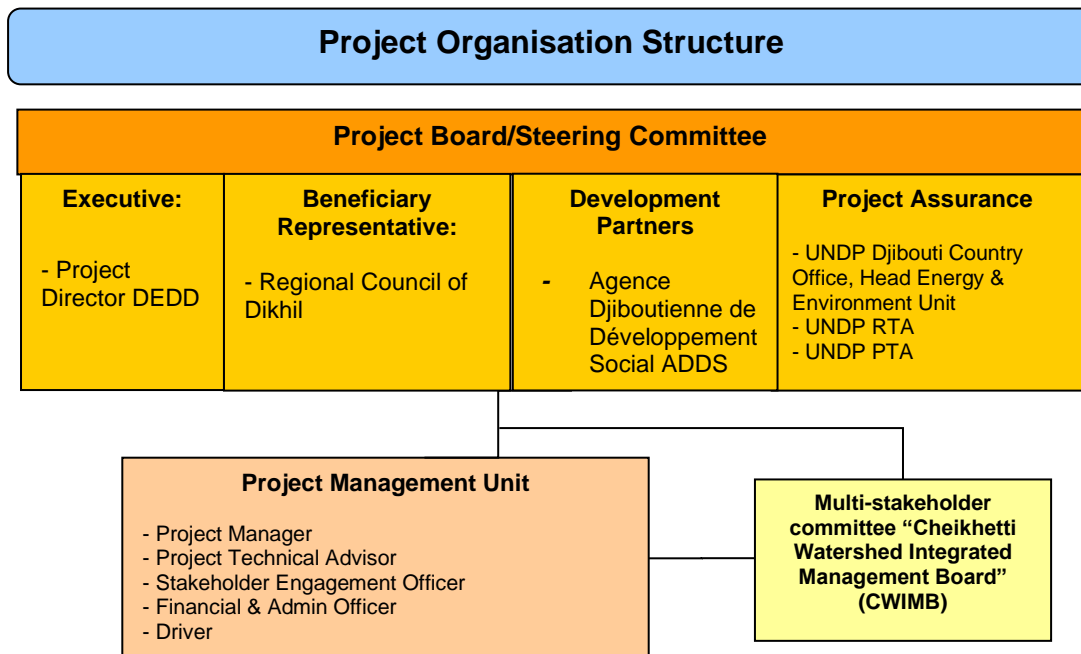 Project Organisation Structure
Project Board/Steering Committee
Executive:
- Project
Director DEDD
Beneficiary
Representative:
- Regional Council of
Dikhil
Development
Partners
- Agence
Djiboutienne de
Développement
Social ADDS
Project Assurance
- UNDP Djibouti Country
Office, Head Energy &
Environment Unit
- UNDP RTA
- UNDP PTA
Project Management Unit
- Project Manager
- Project Technical Advisor
- Stakeholder Engagement Officer
- Financial & Admin Officer
- Driver
Multi-stakeholder
committee “Cheikhetti
Watershed Integrated
Management Board”
(CWIMB)